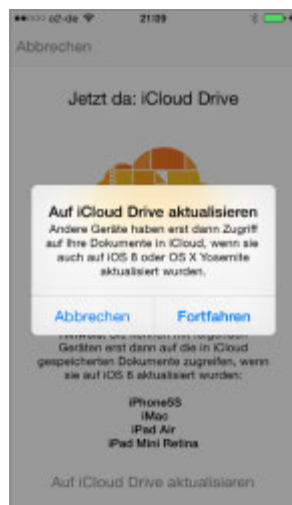 o2-de 21:09
Abbrechen
Jetzt da: iCloud Drive
Auf iCloud Drive aktualisieren
Andere Geräte haben erst dann Zugriff
auf Ihre Dokumente in iCloud, wenn sie
auch auf iOS 8 oder OS X Yosemite
aktualisiert wurden.
Abbrechen Fortfahren
Geräten erst dann auf die in iCloud
gespeicherten Dokumente zugreifen, wenn
sie auf iOS 8 aktualisiert wurden:
iPhone5S
iMac
iPad Air
iPad Mini Retina
Auf iCloud Drive aktualisieren